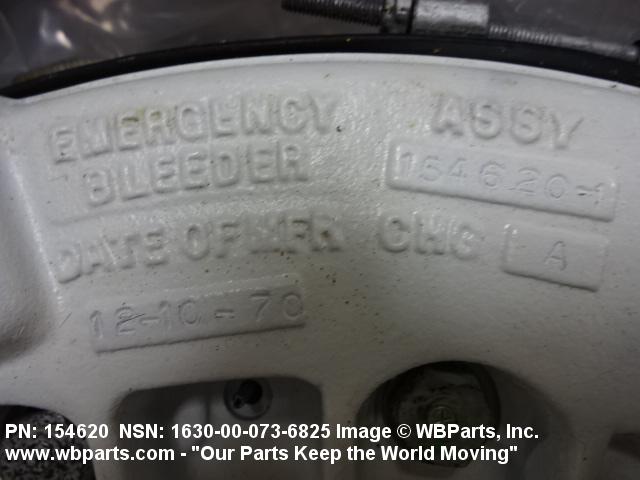 EMERGENCY
BLEEDER
ASSY
154620-1
DATE OF MFR
CHG
A
12-10-70
PN: 154620 NSN: 1630-00-073-6825 Image © WBParts, Inc.
www.wbparts.com - "Our Parts Keep the World Moving"